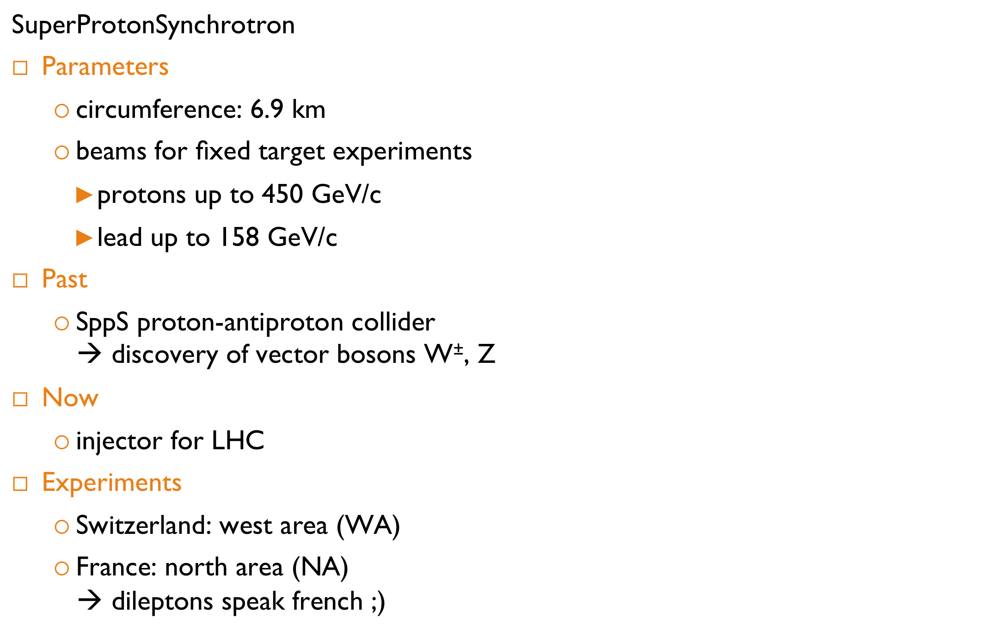 SuperProtonSynchrotron
□ Parameters
○ circumference: 6.9 km
○ beams for fixed target experiments
► protons up to 450 GeV/c
► lead up to 158 GeV/c
□ Past
○ SppS proton-antiproton collider
→ discovery of vector bosons W±, Z
□ Now
○ injector for LHC
□ Experiments
○ Switzerland: west area (WA)
○ France: north area (NA)
→ dileptons speak french ;)